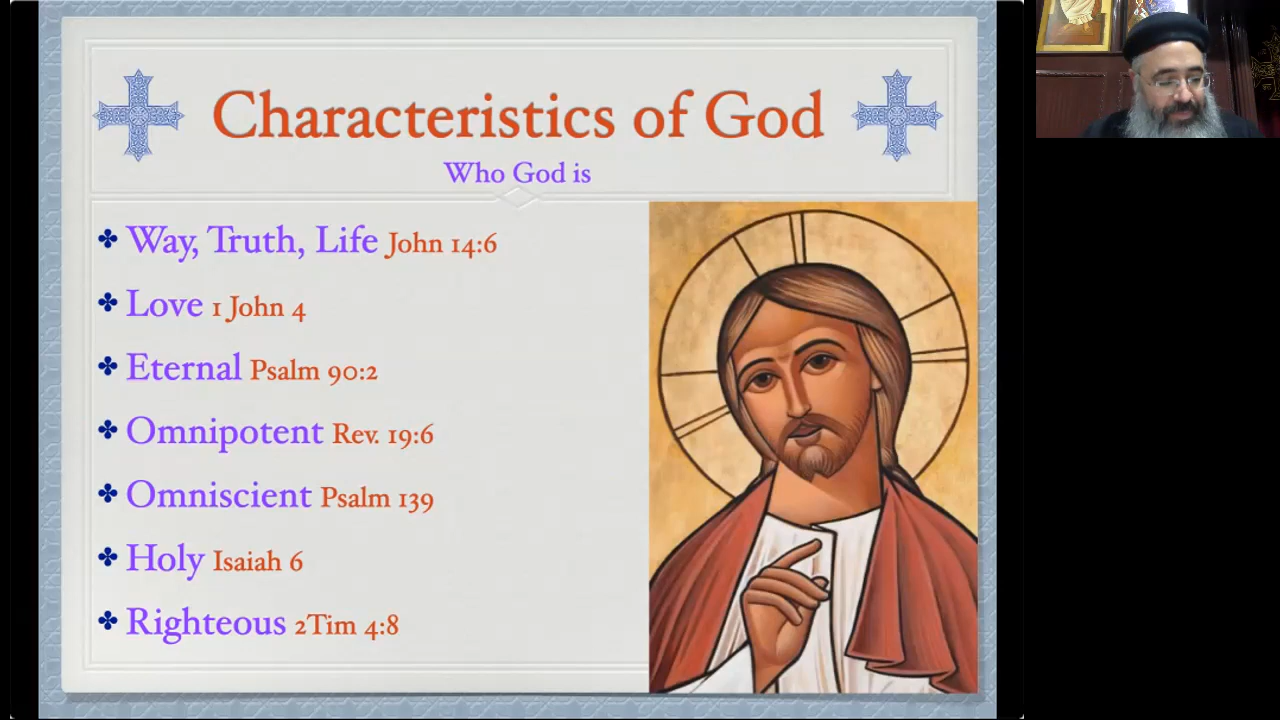 Characteristics of God
Who God is
Way, Truth, Life John 14:6
Love 1 John 4
Eternal Psalm 90:2
Omnipotent Rev. 19:6
Omniscient Psalm 139
Holy Isaiah 6
Righteous 2Tim 4:8